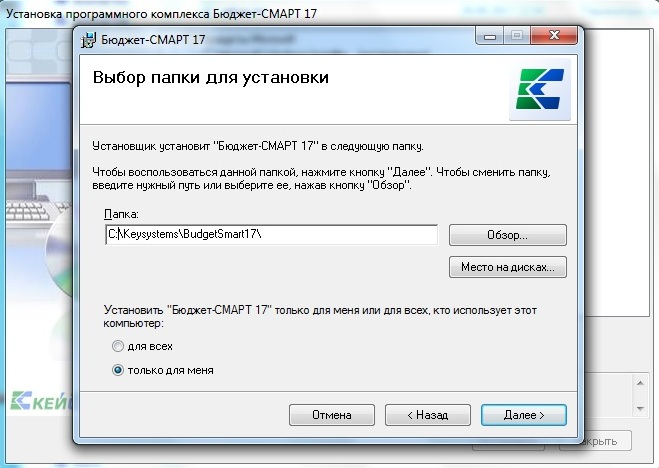 Установка программного комплекса Бюджет-СМАРТ 17
Бюджет-СМАРТ 17
Выбор папки для установки
Установщик установит "Бюджет-СМАРТ 17" в следующую папку.
Чтобы воспользоваться данной папкой, нажмите кнопку "Далее". Чтобы сменить папку,
введите нужный путь или выберите ее, нажав кнопку "Обзор".
Папка:
C:\Keysystems\BudgetSmart17\
Обзор...
Место на дисках...
Установить "Бюджет-СМАРТ 17" только для меня или для всех, кто использует этот
компьютер:
для всех
только для меня
КЕЙ
Отмена
< Назад
Далее >
крыть